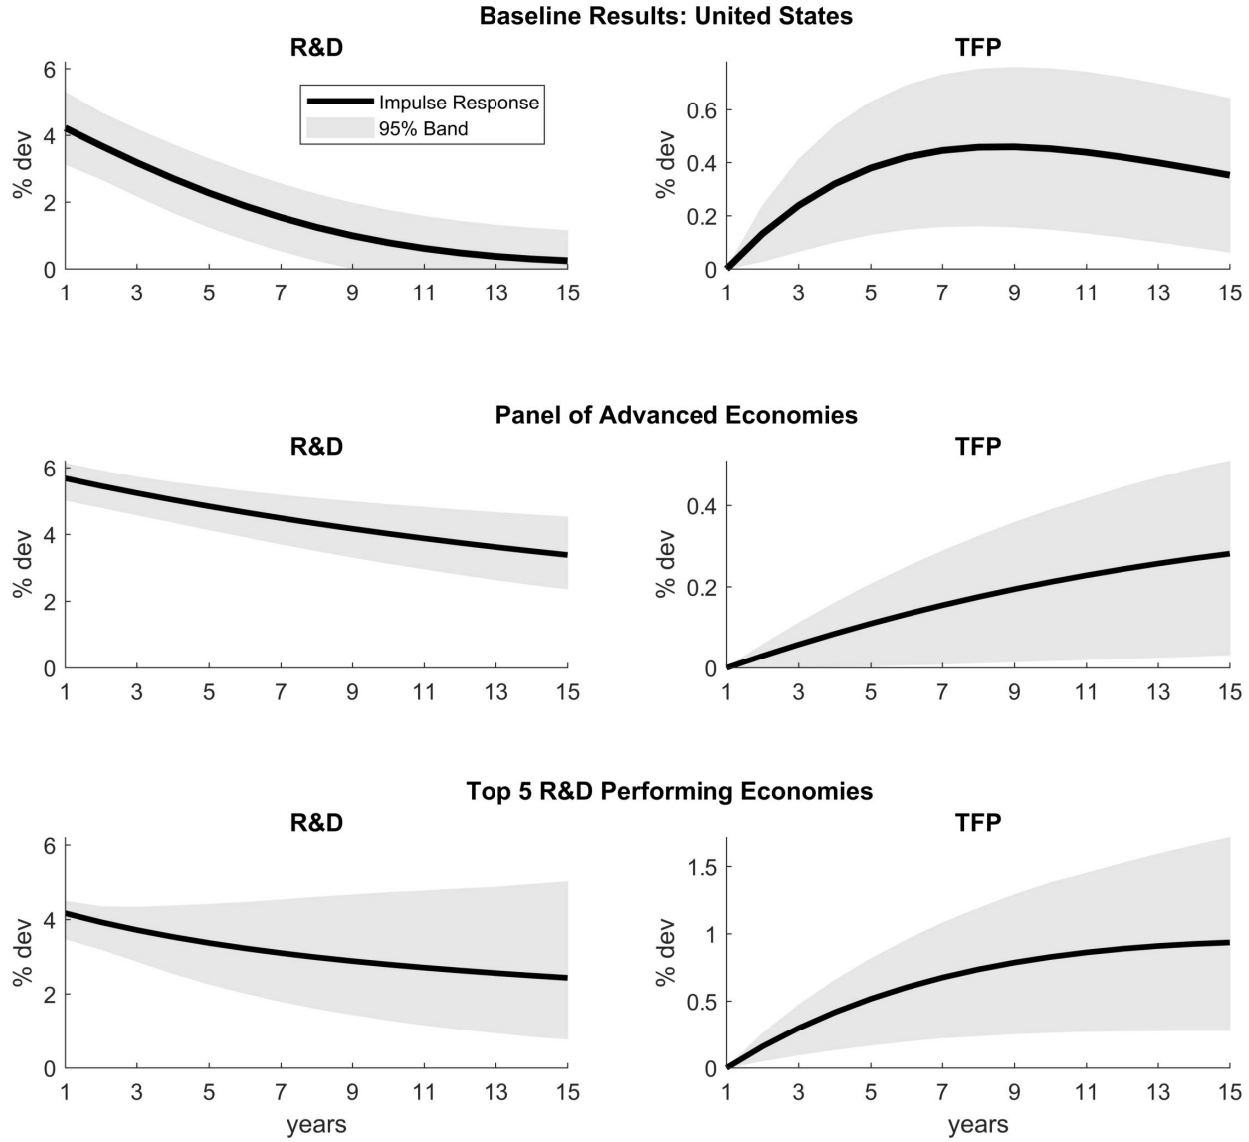 Baseline Results: United States
R&D
TFP
Impulse Response
95% Band
% dev
6
4
2
0
1 3 5 7 9 11 13 15
% dev
0.6
0.4
0.2
0
1 3 5 7 9 11 13 15
Panel of Advanced Economies
R&D
TFP
% dev
6
4
2
0
1 3 5 7 9 11 13 15
% dev
0.4
0.2
0
1 3 5 7 9 11 13 15
Top 5 R&D Performing Economies
R&D
TFP
% dev
6
4
2
0
1 3 5 7 9 11 13 15
years
% dev
1.5
1
0.5
0
1 3 5 7 9 11 13 15
years